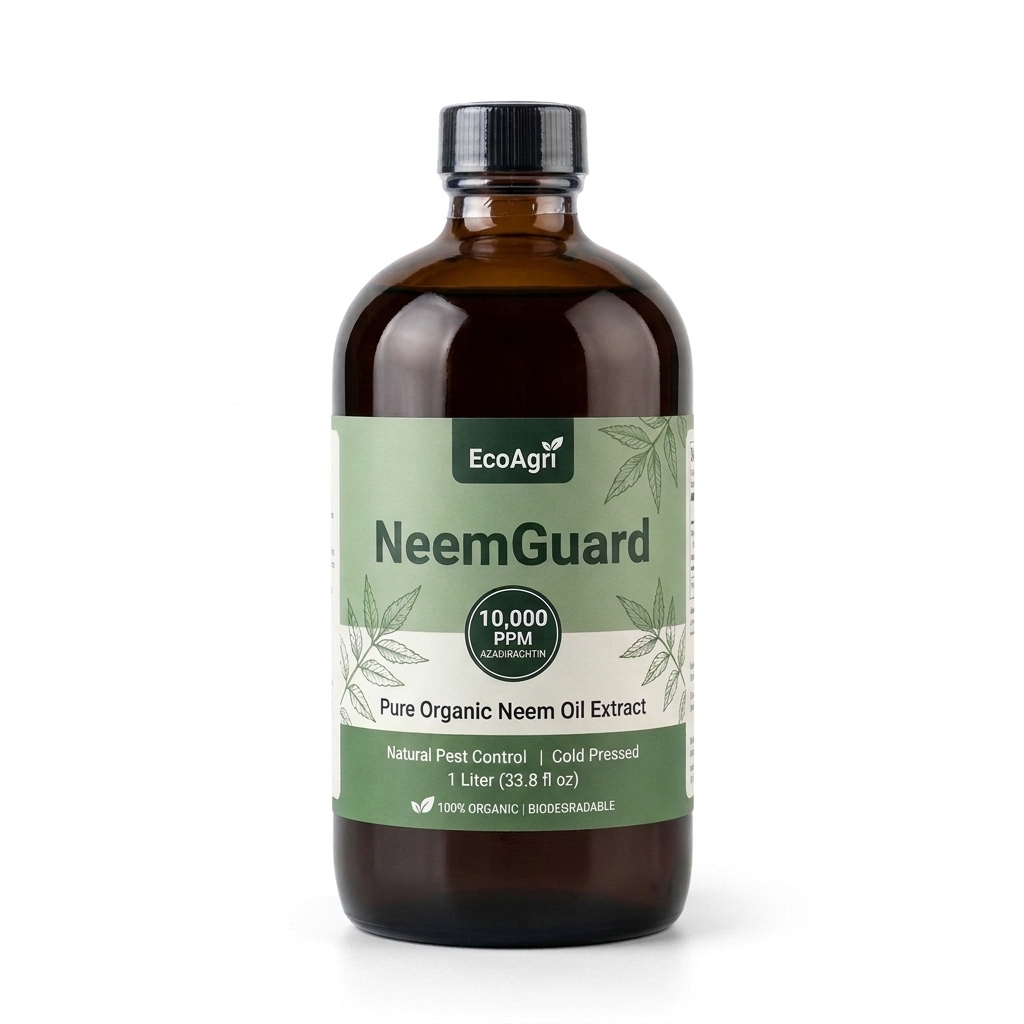 EcoAgri
NeemGuard
10,000
PPM
AZADIRACHTIN
Pure Organic Neem Oil Extract
Natural Pest Control | Cold Pressed
1 Liter (33.8 fl oz)
100% ORGANIC | BIODESRADABLE